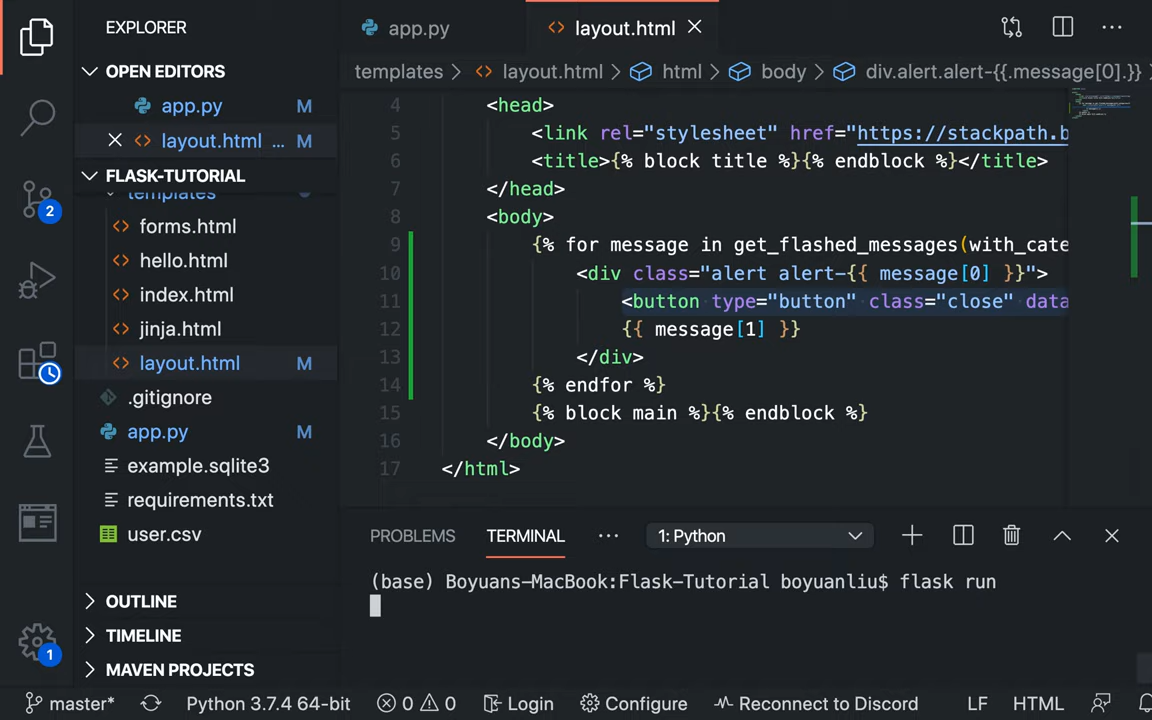 EXPLORER
OPEN EDITORS
app.py M
layout.html ... M
FLASK-TUTORIAL
templates
forms.html
hello.html
index.html
jinja.html
layout.html M
.gitignore
app.py M
example.sqlite3
requirements.txt
user.csv
OUTLINE
TIMELINE
MAVEN PROJECTS
2
1
app.py
layout.html
templates > layout.html > html > body > div.alert.alert-{{.message[0].}}
4 <head>
5 <link rel="stylesheet" href="https://stackpath.b
6 <title>{% block title %}{% endblock %}</title>
7 </head>
8 <body>
9 {% for message in get_flashed_messages(with_cate
10 <div class="alert alert-{{ message[0] }}">
11 <button type="button" class="close" data
12 {{ message[1] }}
13 </div>
14 {% endfor %}
15 {% block main %}{% endblock %}
16 </body>
17 </html>
PROBLEMS TERMINAL ... 1: Python
(base) Boyuans-MacBook:Flask-Tutorial boyuanliu$ flask run
master* Python 3.7.4 64-bit 0 0 Login Configure Reconnect to Discord LF HTML